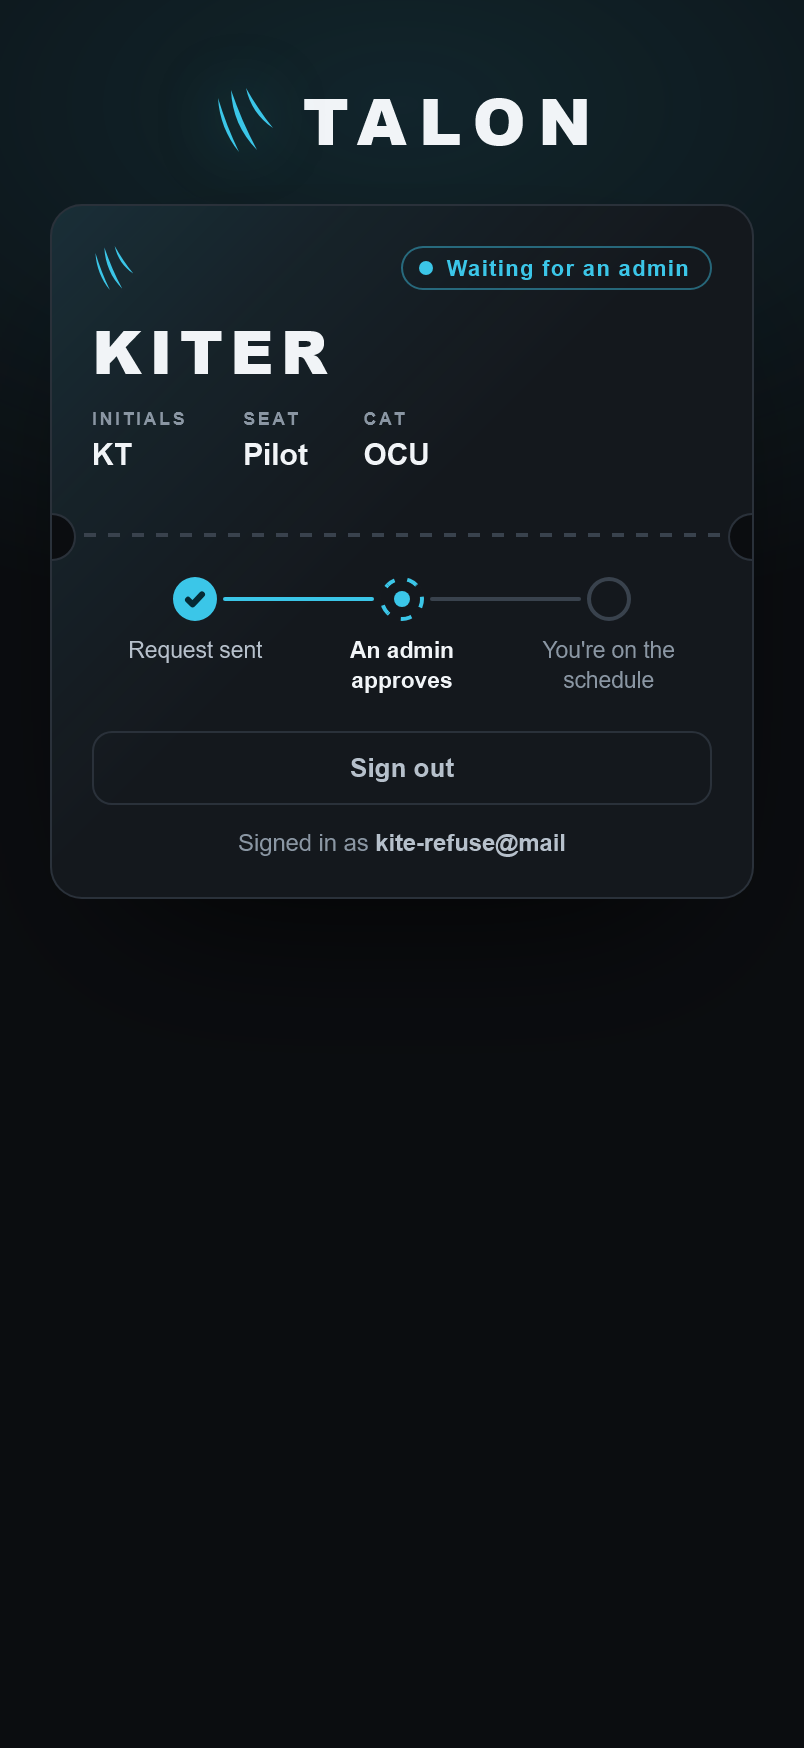 TALON
Waiting for an admin
KITER
INITIALS SEAT CAT
KT Pilot OCU
Request sent An admin approves You're on the schedule
Sign out
Signed in as kite-refuse@mail